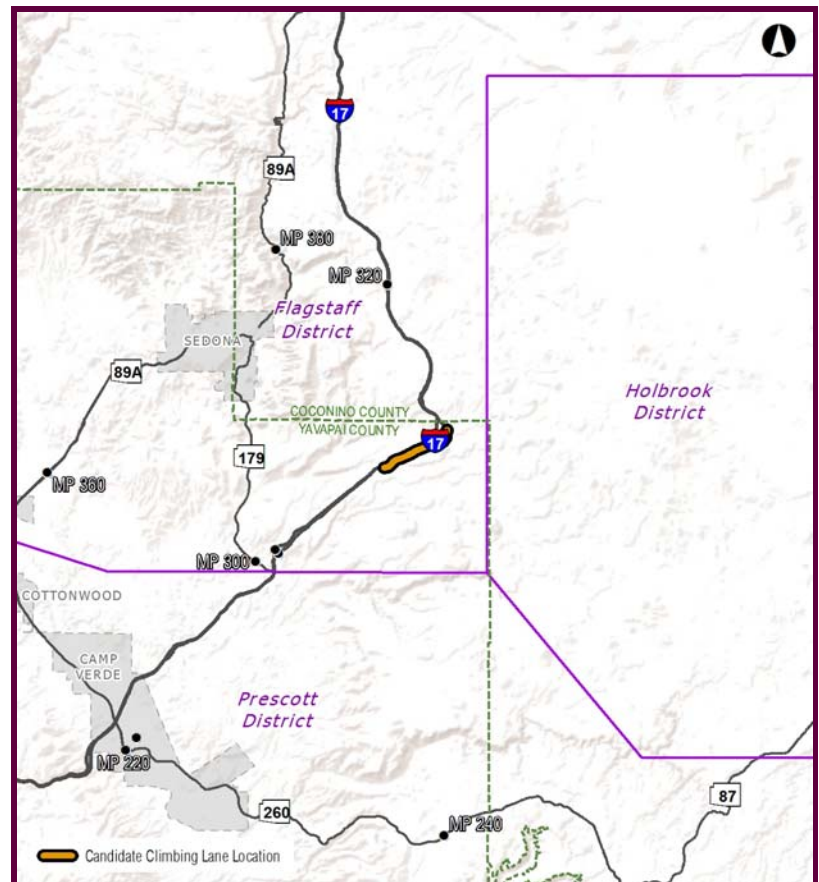 17
89A
MP 380
MP 320
Flagstaff
District
SEDONA
89A
Holbrook
District
COCONINO COUNTY
YAVAPAI COUNTY
17
179
MP 360
MP 300
COTTONWOOD
CAMP
VERDE
Prescott
District
MP 220
87
260
MP 240
Candidate Climbing Lane Location